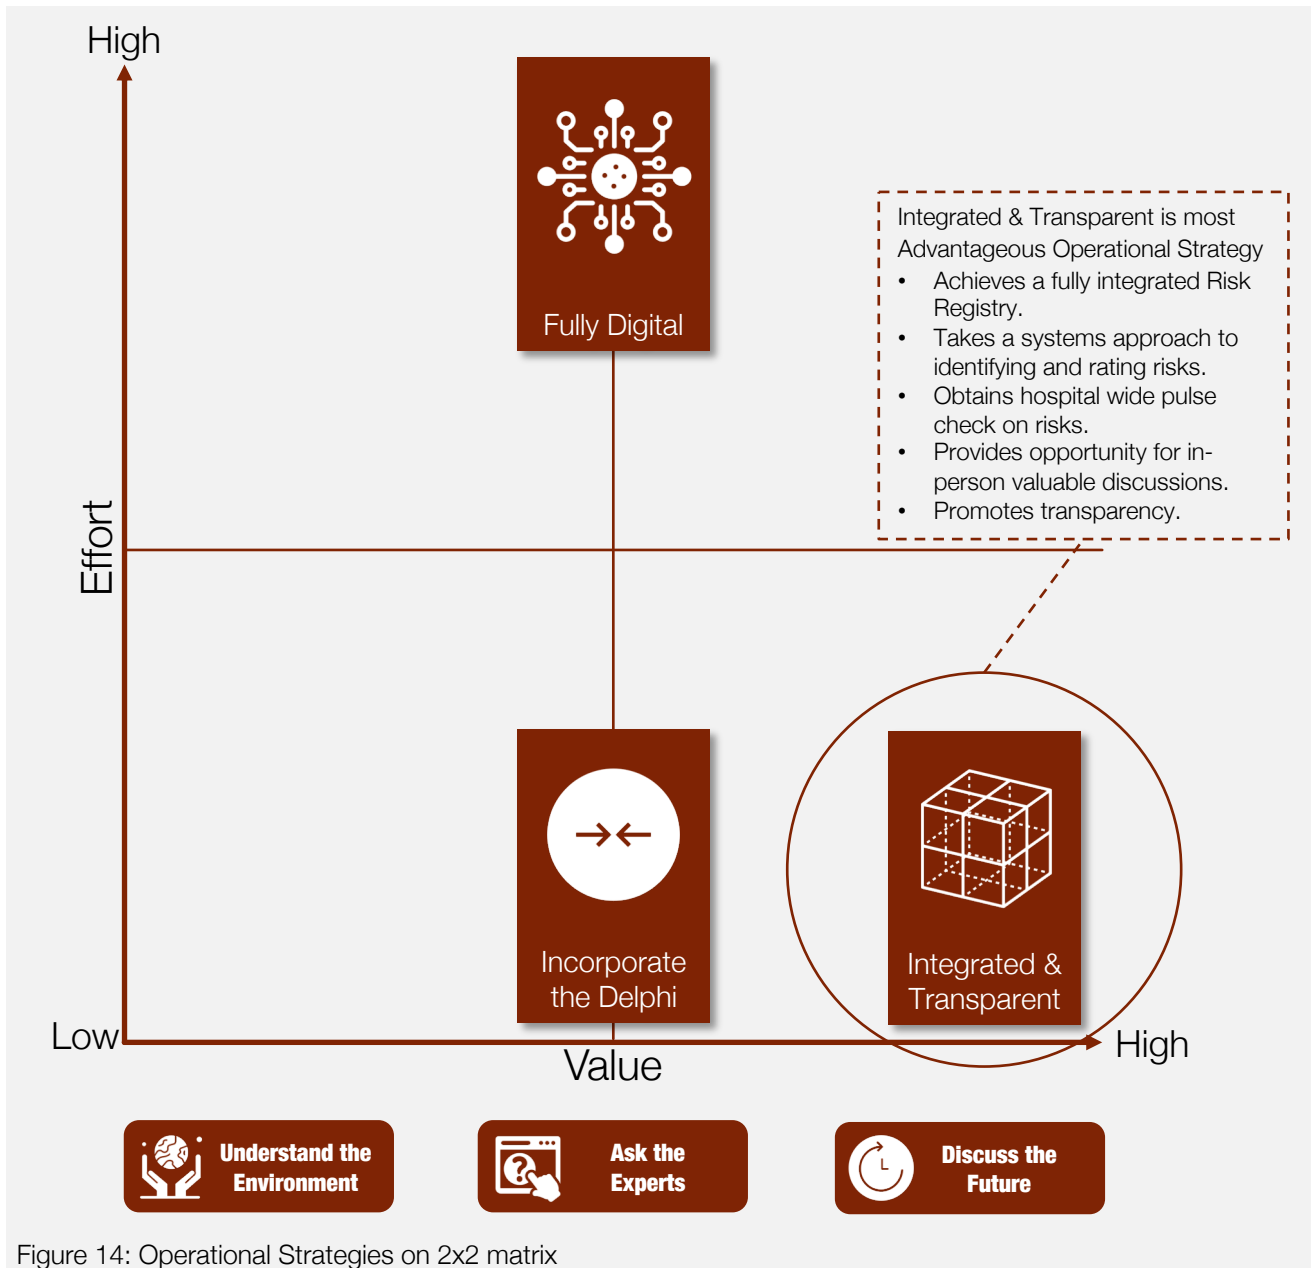 High
Fully Digital
Integrated & Transparent is most
Advantageous Operational Strategy
• Achieves a fully integrated Risk
Registry.
• Takes a systems approach to
identifying and rating risks.
• Obtains hospital wide pulse
check on risks.
• Provides opportunity for in-
person valuable discussions.
• Promotes transparency.
Effort
Incorporate
the Delphi
Integrated &
Transparent
Low
Value
High
Understand the
Environment
Ask the
Experts
Discuss the
Future
Figure 14: Operational Strategies on 2x2 matrix